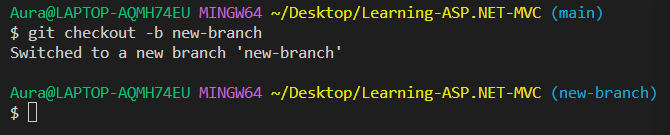 Aura@LAPTOP-AQMH74EU MINGW64 ~/Desktop/Learning-ASP.NET-MVC (main)
$ git checkout -b new-branch
Switched to a new branch 'new-branch'
Aura@LAPTOP-AQMH74EU MINGW64 ~/Desktop/Learning-ASP.NET-MVC (new-branch)
$